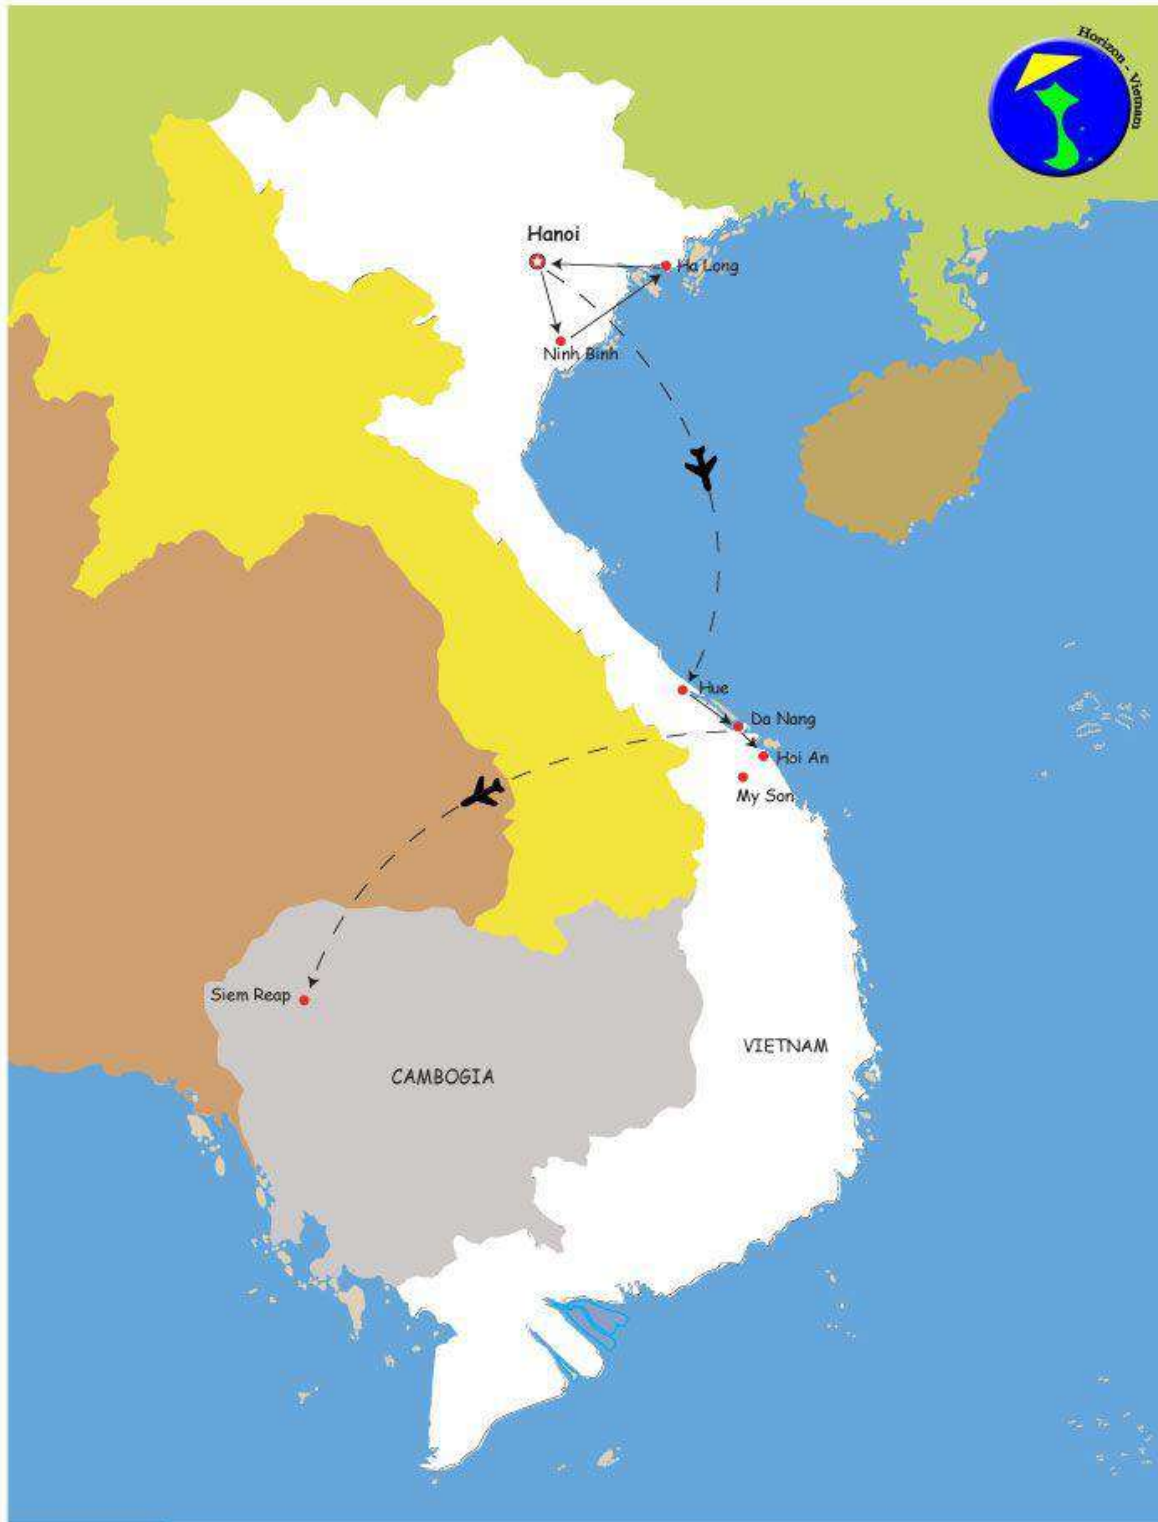 Horizon - Vietnam
Hanoi
Ha Long
Ninh Binh
Hue
Da Nang
Hoi An
My Son
Siem Reap
VIETNAM
CAMBOGIA